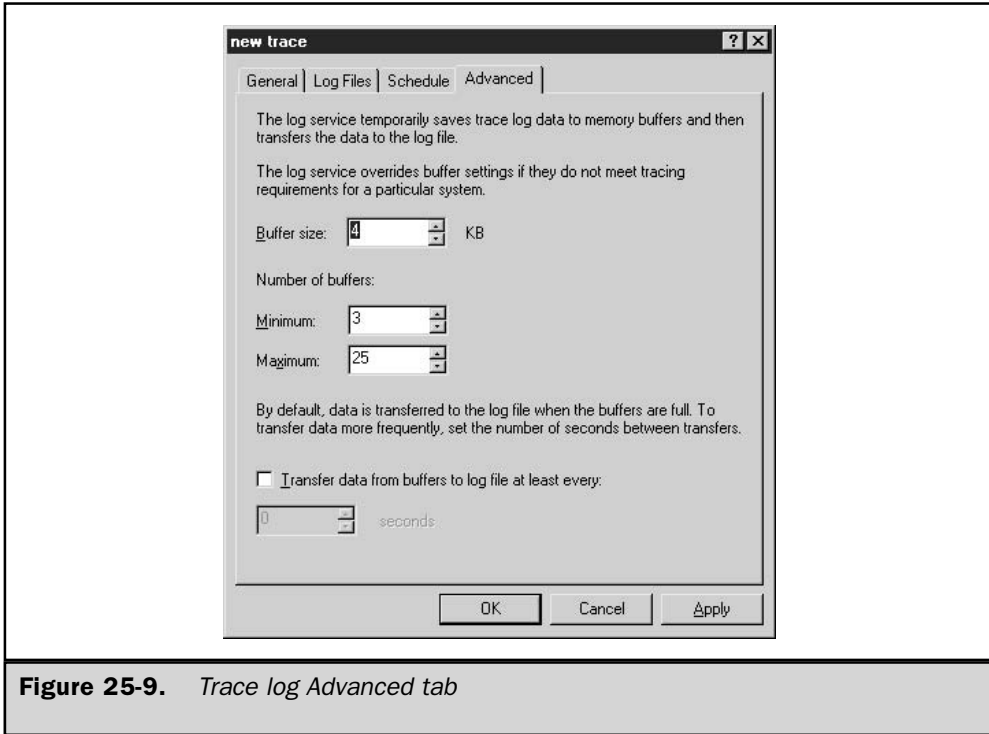 new trace
General Log Files Schedule Advanced
The log service temporarily saves trace log data to memory buffers and then
transfers the data to the log file.
The log service overrides buffer settings if they do not meet tracing
requirements for a particular system.
Buffer size: 4 KB
Number of buffers:
Minimum: 3
Maximum: 25
By default, data is transferred to the log file when the buffers are full. To
transfer data more frequently, set the number of seconds between transfers.
Transfer data from buffers to log file at least every:
0 seconds
OK Cancel Apply
Figure 25-9. Trace log Advanced tab